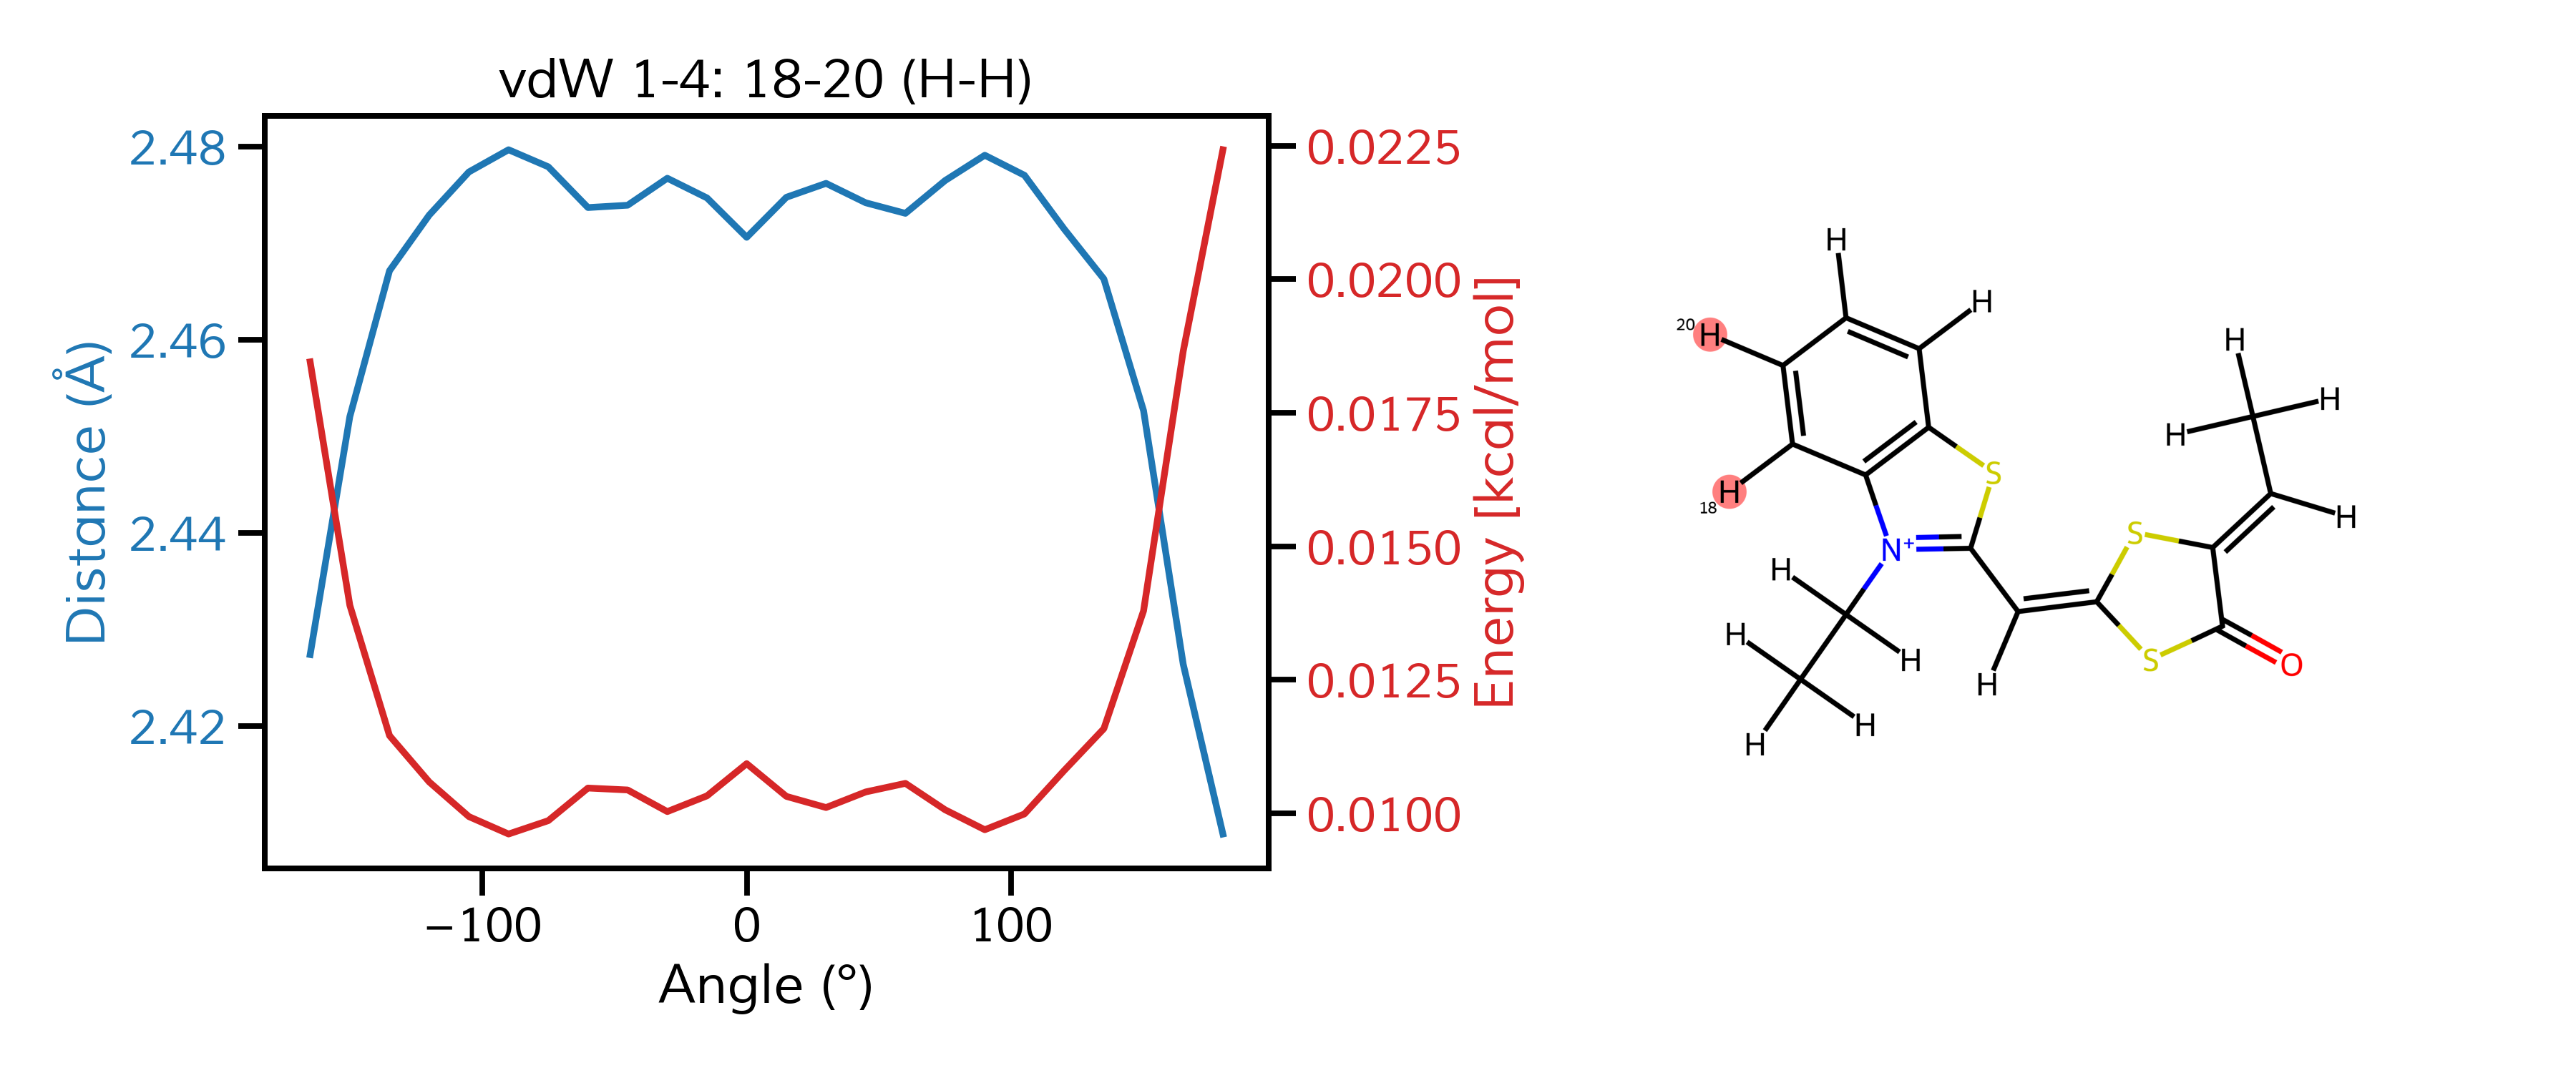 vdW 1-4: 18-20 (H-H)
Distance (Å)
2.48
2.46
2.44
2.42
0.0225
0.0200
0.0175
0.0150
0.0125
0.0100
Energy [kcal/mol]
−100 0 100
Angle (°)
H
H
20 H
H
H
H
S
H
18
H
S
N+
H
H
H
H
S
O
H
H
H